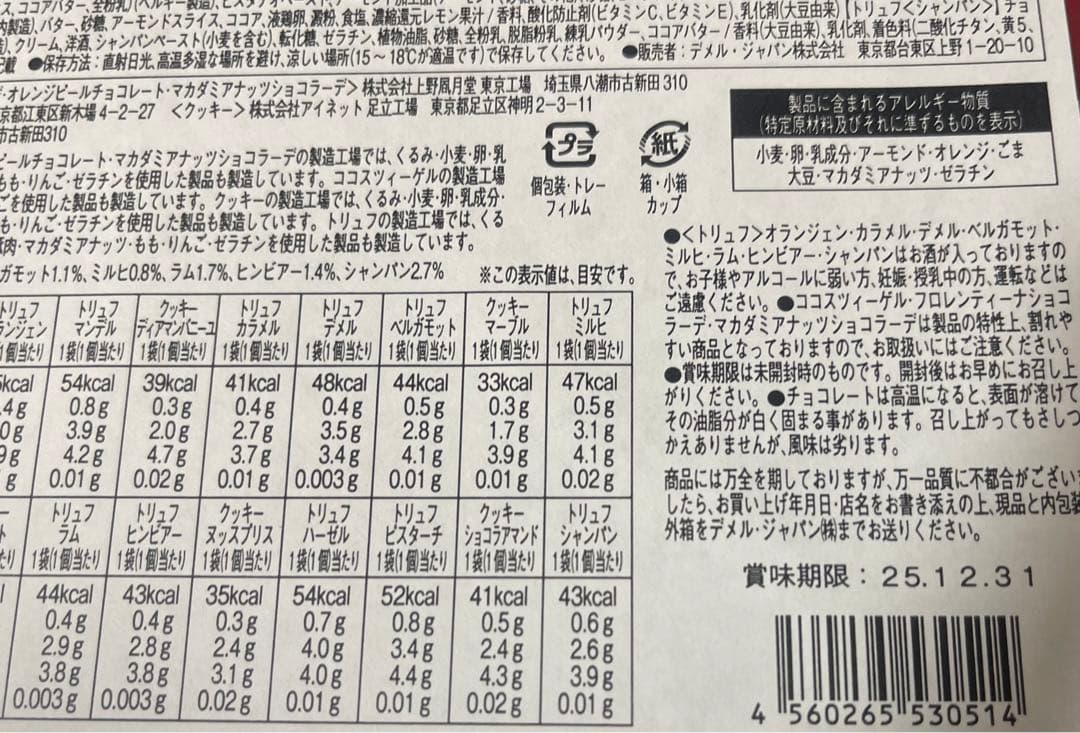 ス、ココアバター、全粉乳)(ベルギー製造)、ピスタチオペースト、
内製造)、バター、砂糖、アーモンドスライス、ココア、液鶏卵、澱粉、食塩、濃縮還元レモン果汁/香料、酸化防止剤(ビタミンC、ビタミンE)、乳化剤(大豆由来)【トリュフ<シャンパン>】チョ
、クリーム、洋酒、シャンパンペースト(小麦を含む)、転化糖、ゼラチン、植物油脂、砂糖、全粉乳、脱脂粉乳、練乳パウダー、ココアバター/香料(大豆由来)、乳化剤、着色料(二酸化チタン、黄5、
記載 ●保存方法:直射日光、高温多湿な場所を避け、涼しい場所(15~18℃が適温です)で保存してください。 ●販売者:デメル・ジャパン株式会社 東京都台東区上野1-20-10
・オレンジピールチョコレート・マカダミアナッツショコラーデ> 株式会社上野凮月堂 東京工場 埼玉県八潮市古新田310
京都江東区新木場4-2-27 <クッキー> 株式会社アイネット 足立工場 東京都足立区神明2-3-11
市古新田310
ピールチョコレート・マカダミアナッツショコラーデの製造工場では、くるみ・小麦・卵・乳
もも・りんご・ゼラチンを使用した製品も製造しています。ココスツィーゲルの製造工場
ごを使用した製品も製造しています。クッキーの製造工場では、くるみ・小麦・卵・乳成分・
も・りんご・ゼラチンを使用した製品も製造しています。トリュフの製造工場では、くる
肉・マカダミアナッツ・もも・りんご・ゼラチンを使用した製品も製造しています。
ガモット1.1%、ミルヒ0.8%、ラム1.7%、ヒンビアー1.4%、シャンパン2.7% ※この表示値は、目安です。
プラ
個包装・トレー
フィルム
紙
箱・小箱
カップ
製品に含まれるアレルギー物質
(特定原材料及びそれに準ずるものを表示)
小麦・卵・乳成分・アーモンド・オレンジ・ごま
大豆・マカダミアナッツ・ゼラチン
トリュフ トリュフ クッキー トリュフ トリュフ トリュフ クッキー トリュフ
ランジェン マンデル ディアマンバニーユ カラメル デメル ベルガモット マーブル ミルヒ
1個当たり) 1袋(1個当たり) 1袋(1個当たり) 1袋(1個当たり) 1袋(1個当たり) 1袋(1個当たり) 1袋(1個当たり) 1袋(1個当たり)
kcal 54kcal 39kcal 41kcal 48kcal 44kcal 33kcal 47kcal
.4g 0.8g 0.3g 0.4g 0.4g 0.5g 0.3g 0.5g
0g 3.9g 2.0g 2.7g 3.5g 2.8g 1.7g 3.1g
9g 4.2g 4.7g 3.7g 3.4g 4.1g 3.9g 4.1g
g 0.01g 0.02g 0.01g 0.003g 0.01g 0.01g 0.02g
ー トリュフ トリュフ クッキー トリュフ トリュフ クッキー トリュフ
ト ラム ヒンビアー ヌッスプリス ハーゼル ピスターチ ショコラアマンド シャンパン
たり) 1袋(1個当たり) 1袋(1個当たり) 1袋(1個当たり) 1袋(1個当たり) 1袋(1個当たり) 1袋(1個当たり) 1袋(1個当たり)
l 44kcal 43kcal 35kcal 54kcal 52kcal 41kcal 43kcal
0.4g 0.4g 0.3g 0.7g 0.8g 0.5g 0.6g
2.9g 2.8g 2.4g 4.0g 3.4g 2.4g 2.6g
3.8g 3.8g 3.1g 4.0g 4.4g 4.3g 3.9g
0.003g 0.003g 0.02g 0.01g 0.01g 0.02g 0.01g
●<トリュフ>オランジェン・カラメル・デメル・ベルガモット・
ミルヒ・ラム・ヒンビアー・シャンパンはお酒が入っておりますの
で、お子様やアルコールに弱い方、妊娠・授乳中の方、運転などは
ご遠慮ください。●ココスツィーゲル・フロレンティーナショコ
ラーデ・マカダミアナッツショコラーデは製品の特性上、割れや
すい商品となっておりますので、お取扱いにはご注意ください。
●賞味期限は未開封時のものです。開封後はお早めにお召し上
がりください。●チョコレートは高温になると、表面が溶けて
その油脂分が白く固まる事があります。召し上がってもさしつ
かえありませんが、風味は劣ります。
商品には万全を期しておりますが、万一品質に不都合がござい
したら、お買い上げ年月日・店名をお書き添えの上、現品と内包装
外箱をデメル・ジャパン㈱までお送りください。
賞味期限:25.12.31
4 560265 530514